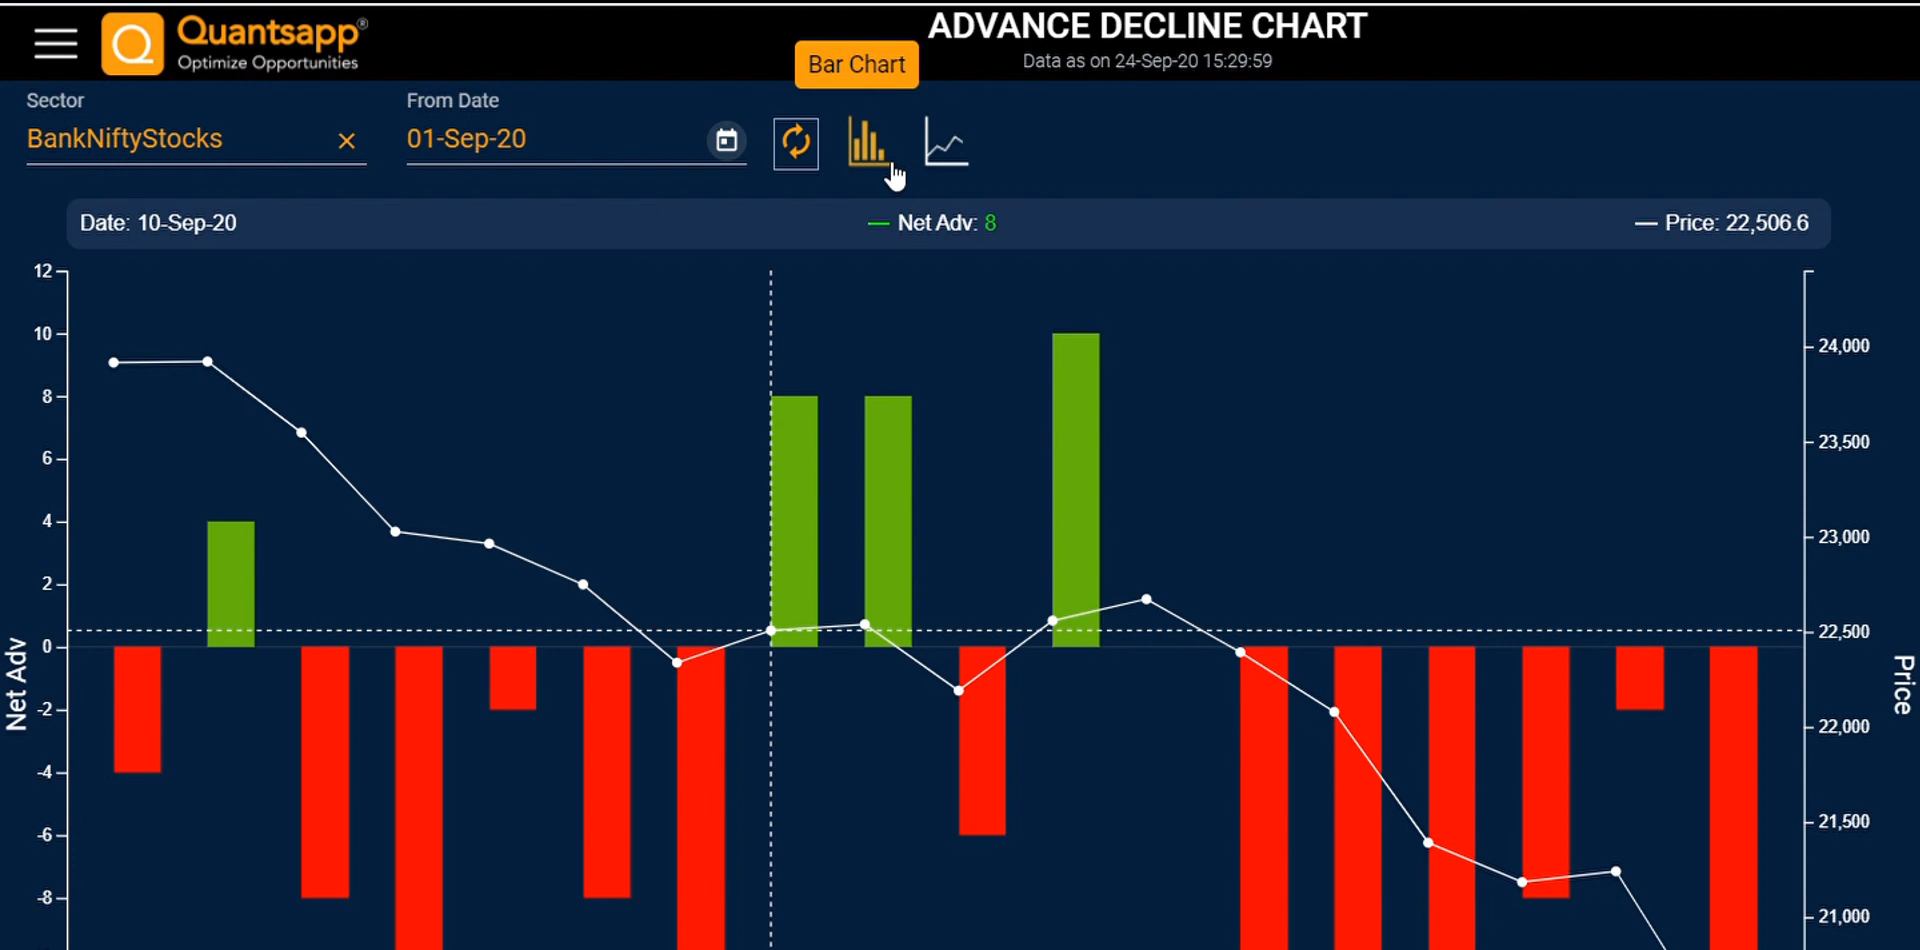 Quantsapp®
Optimize Opportunities
ADVANCE DECLINE CHART
Data as on 24-Sep-20 15:29:59
Bar Chart
Sector
BankNiftyStocks
From Date
01-Sep-20
Date: 10-Sep-20
Net Adv: 8
Price: 22,506.6
12
10
8
6
4
2
0
-2
-4
-6
-8
Net Adv
24,000
23,500
23,000
22,500
22,000
21,500
21,000
Price